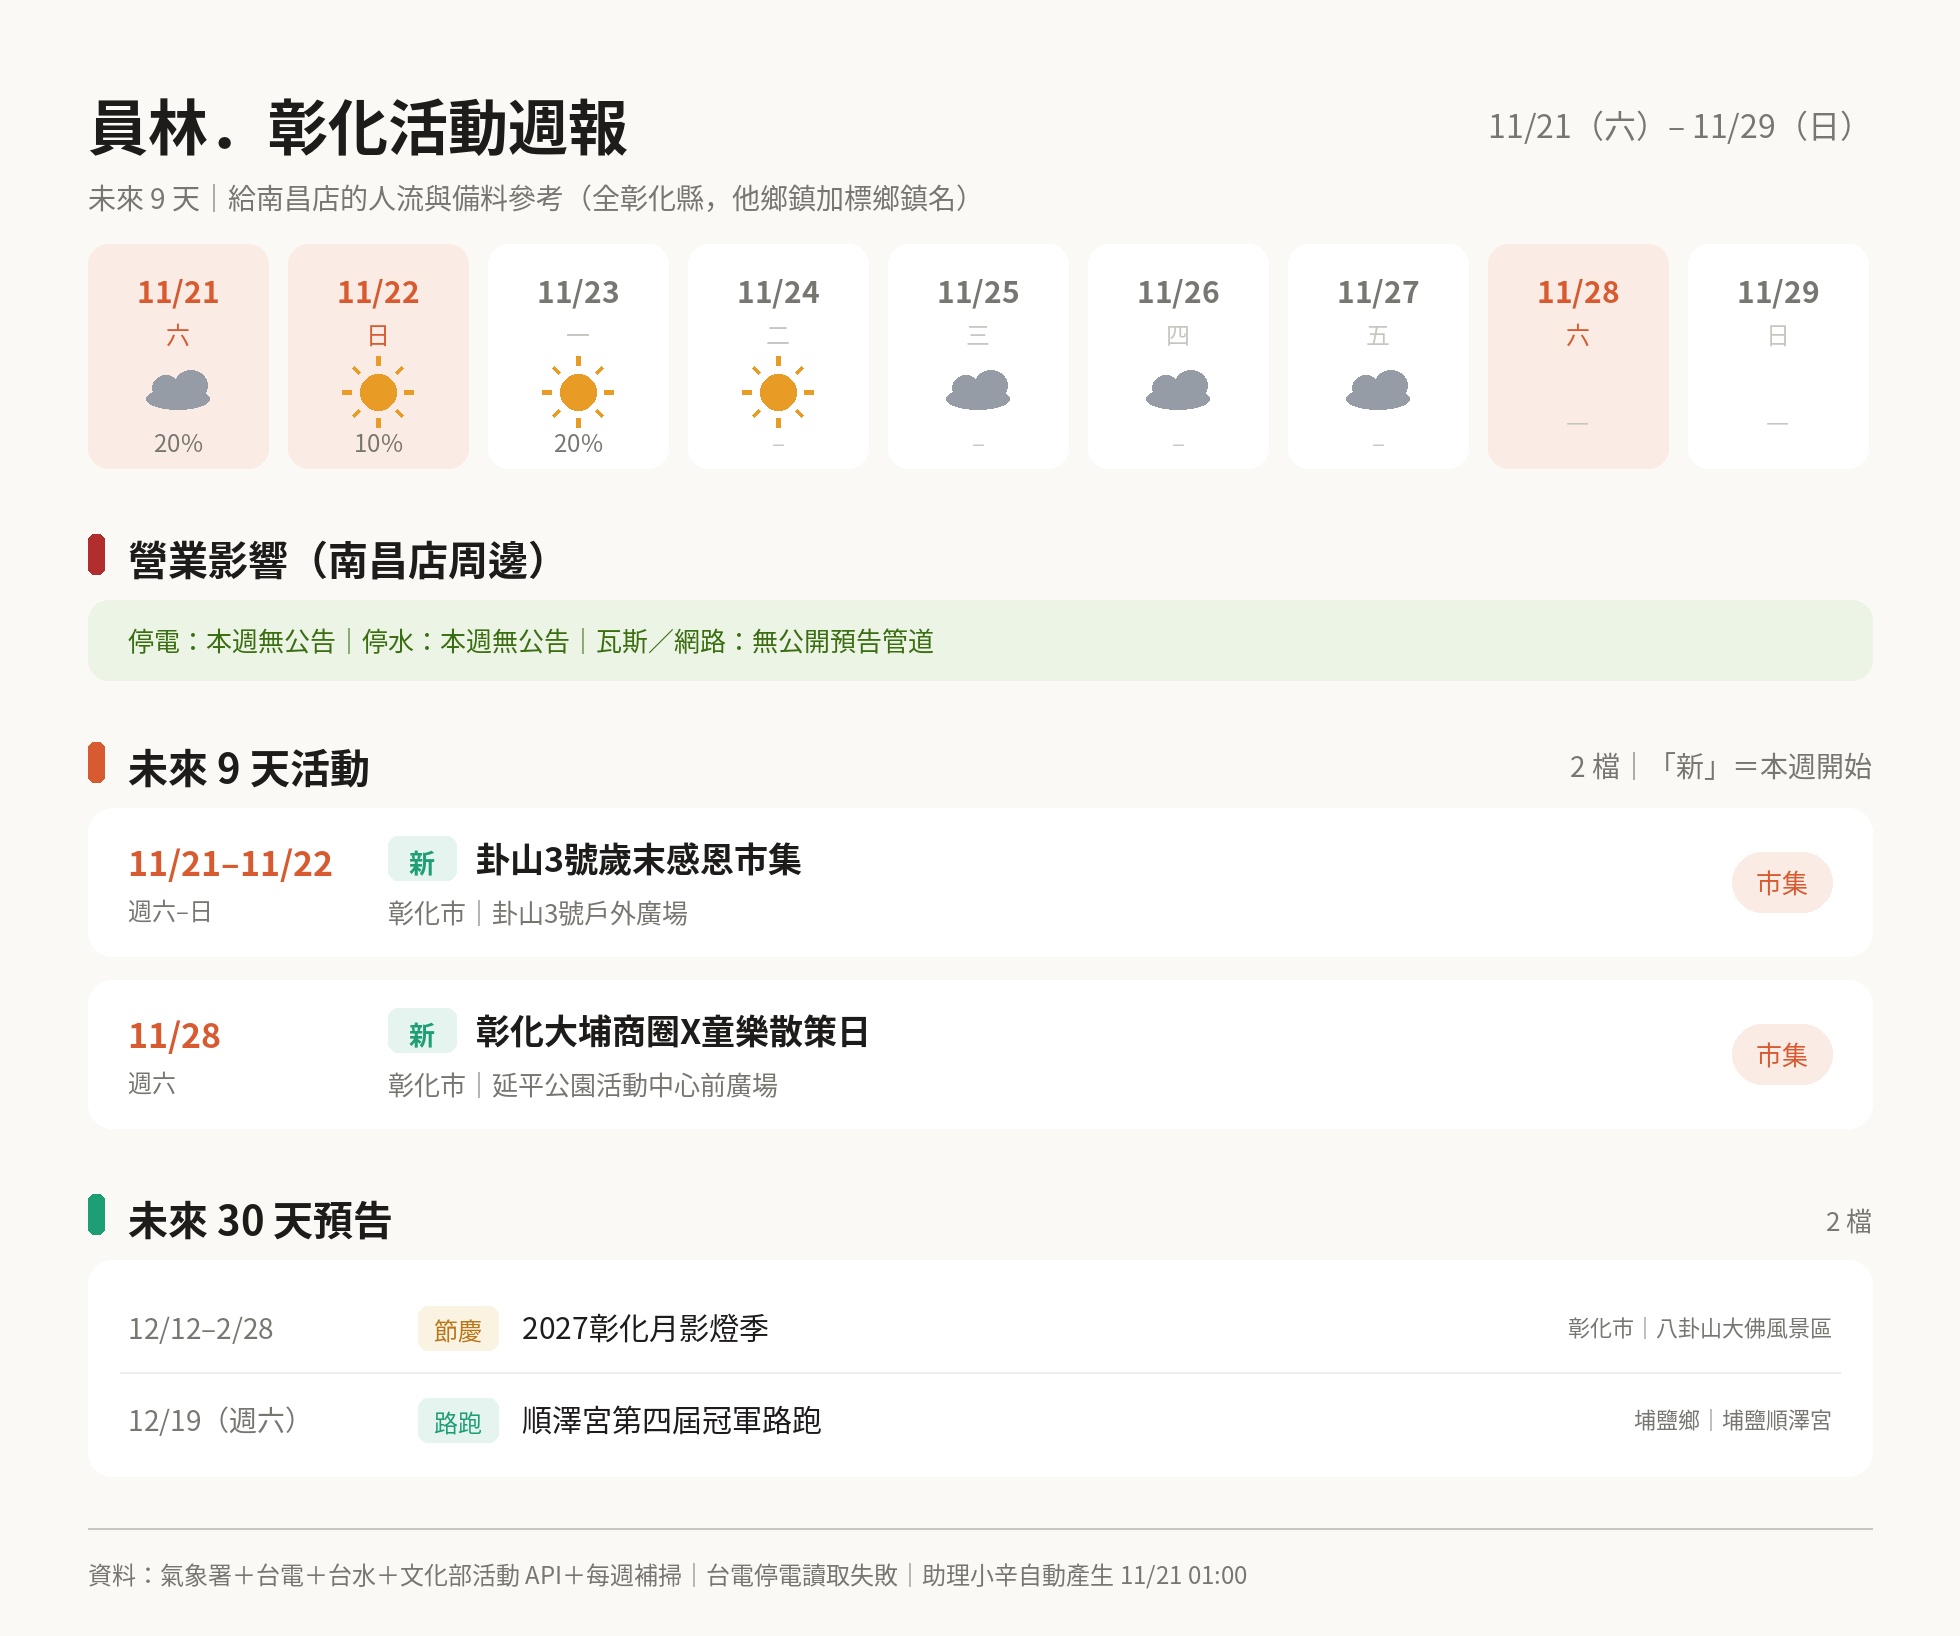 員林．彰化活動週報
11/21（六）– 11/29（日）
未來 9 天｜給南昌店的人流與備料參考（全彰化縣，他鄉鎮加標鄉鎮名）
11/21 11/22 11/23 11/24 11/25 11/26 11/27 11/28 11/29
六 日 一 二 三 四 五 六 日
20% 10% 20% – – – – — —
營業影響（南昌店周邊）
停電：本週無公告｜停水：本週無公告｜瓦斯／網路：無公開預告管道
未來 9 天活動
2 檔｜「新」＝本週開始
11/21–11/22 新 卦山3號歲末感恩市集
週六–日 彰化市｜卦山3號戶外廣場
市集
11/28 新 彰化大埔商圈X童樂散策日
週六 彰化市｜延平公園活動中心前廣場
市集
未來 30 天預告
2 檔
12/12–2/28 節慶 2027彰化月影燈季 彰化市｜八卦山大佛風景區
12/19（週六） 路跑 順澤宮第四屆冠軍路跑 埔鹽鄉｜埔鹽順澤宮
資料：氣象署＋台電＋台水＋文化部活動 API＋每週補掃｜台電停電讀取失敗｜助理小辛自動產生 11/21 01:00